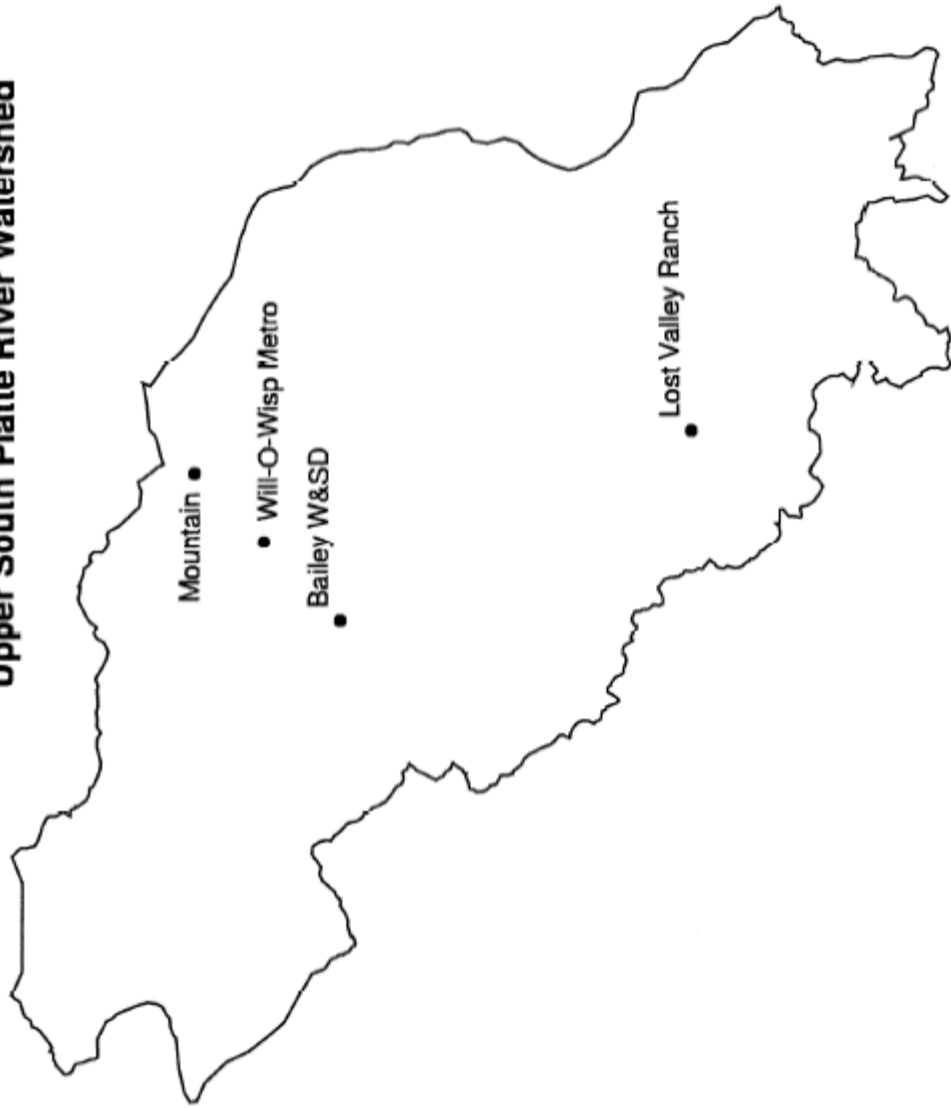 Upper South Platte River Watershed
Mountain
Will-O-Wisp Metro
Bailey W&SD
Lost Valley Ranch